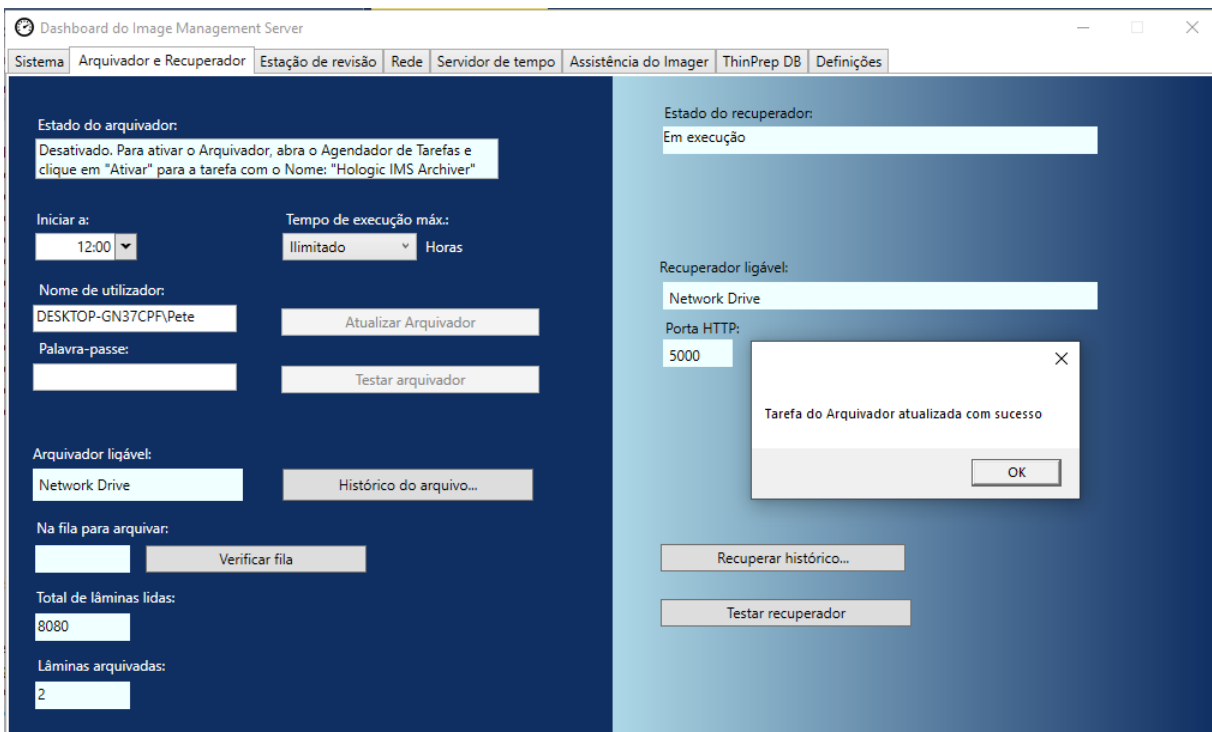 Dashboard do Image Management Server
Sistema Arquivador e Recuperador Estação de revisão Rede Servidor de tempo Assistência do Imager ThinPrep DB Definições
Estado do arquivador:
Desativado. Para ativar o Arquivador, abra o Agendador de Tarefas e
clique em "Ativar" para a tarefa com o Nome: "Hologic IMS Archiver"
Iniciar a:
12:00
Tempo de execução máx.:
Ilimitado Horas
Nome de utilizador:
DESKTOP-GN37CPF\Pete
Atualizar Arquivador
Palavra-passe:
Testar arquivador
Arquivador ligável:
Network Drive
Histórico do arquivo...
Na fila para arquivar:
Verificar fila
Total de lâminas lidas:
8080
Lâminas arquivadas:
2
Estado do recuperador:
Em execução
Recuperador ligável:
Network Drive
Porta HTTP:
5000
Tarefa do Arquivador atualizada com sucesso
OK
Recuperar histórico...
Testar recuperador